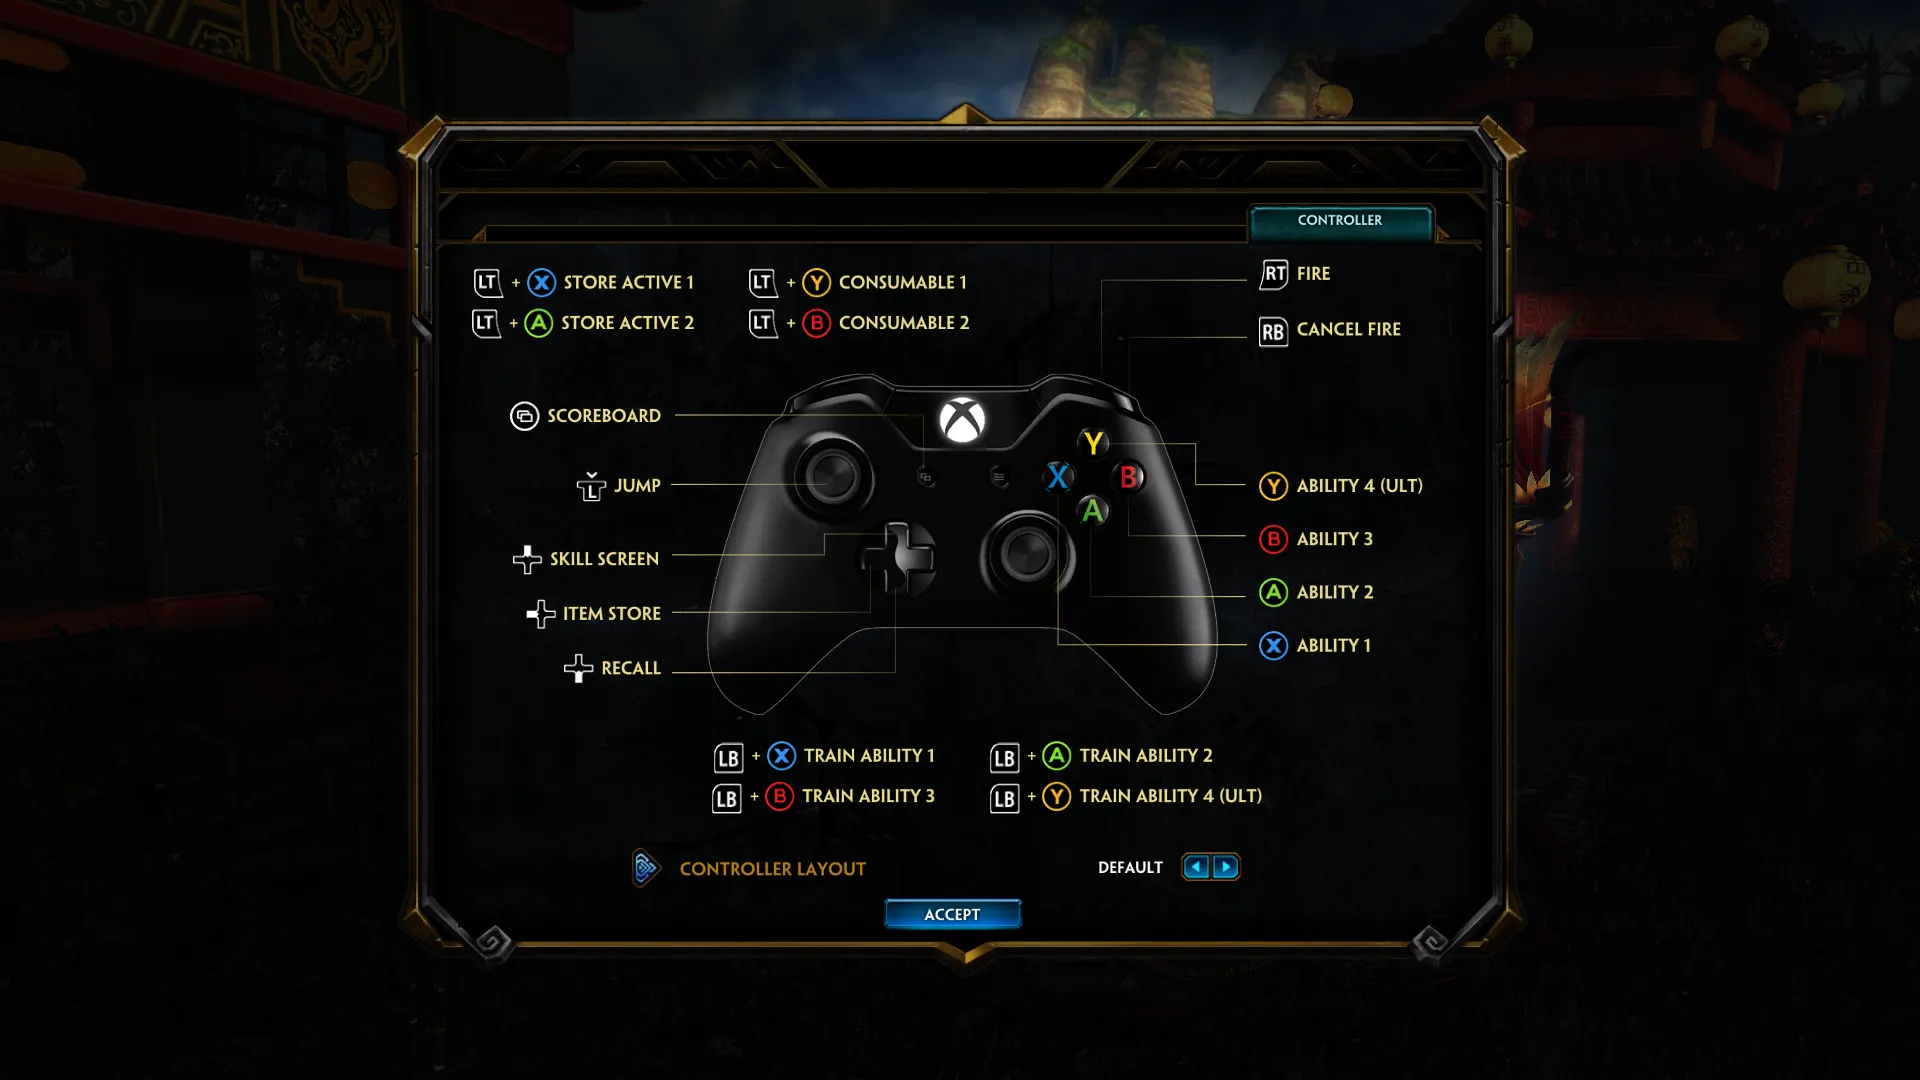 CONTROLLER
LT + X STORE ACTIVE 1
LT + Y CONSUMABLE 1
RT FIRE
LT + A STORE ACTIVE 2
LT + B CONSUMABLE 2
RB CANCEL FIRE
SCOREBOARD
Y
X B
A
L JUMP
Y ABILITY 4 (ULT)
B ABILITY 3
SKILL SCREEN
A ABILITY 2
ITEM STORE
X ABILITY 1
RECALL
LB + X TRAIN ABILITY 1
LB + A TRAIN ABILITY 2
LB + B TRAIN ABILITY 3
LB + Y TRAIN ABILITY 4 (ULT)
CONTROLLER LAYOUT
DEFAULT
ACCEPT